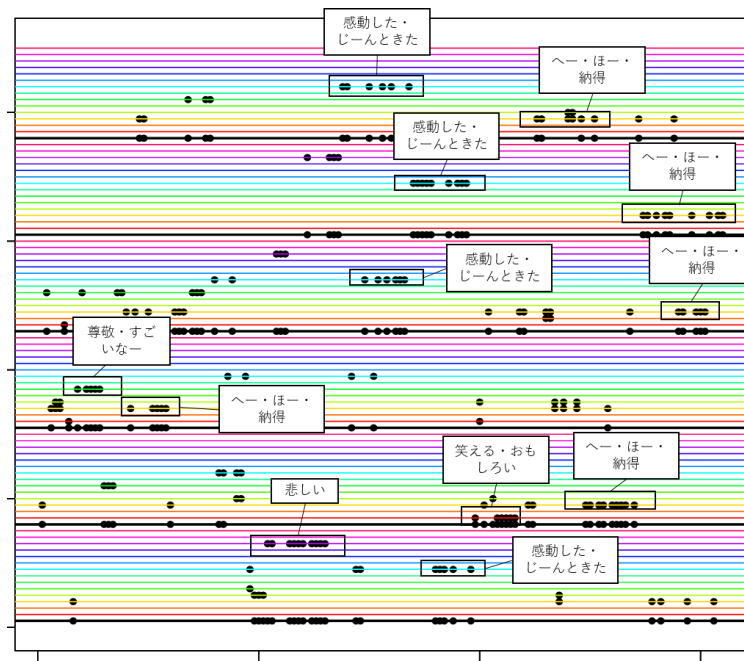 感動した・
じーんときた
へー・ほー・
納得
感動した・
じーんときた
へー・ほー・
納得
へー・ほー・
納得
感動した・
じーんときた
尊敬・すご
いなー
へー・ほー・
納得
笑える・おも
しろい
へー・ほー・
納得
悲しい
感動した・
じーんときた